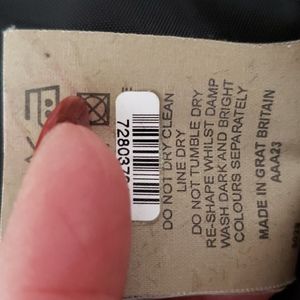 DO NOT DRY CLEAN
LINE DRY
DO NOT TUMBLE DRY
RE-SHAPE WHILST DAMP
WASH DARK AND BRIGHT
COLOURS SEPARATELY
MADE IN GRAT BRITAIN
AAA23